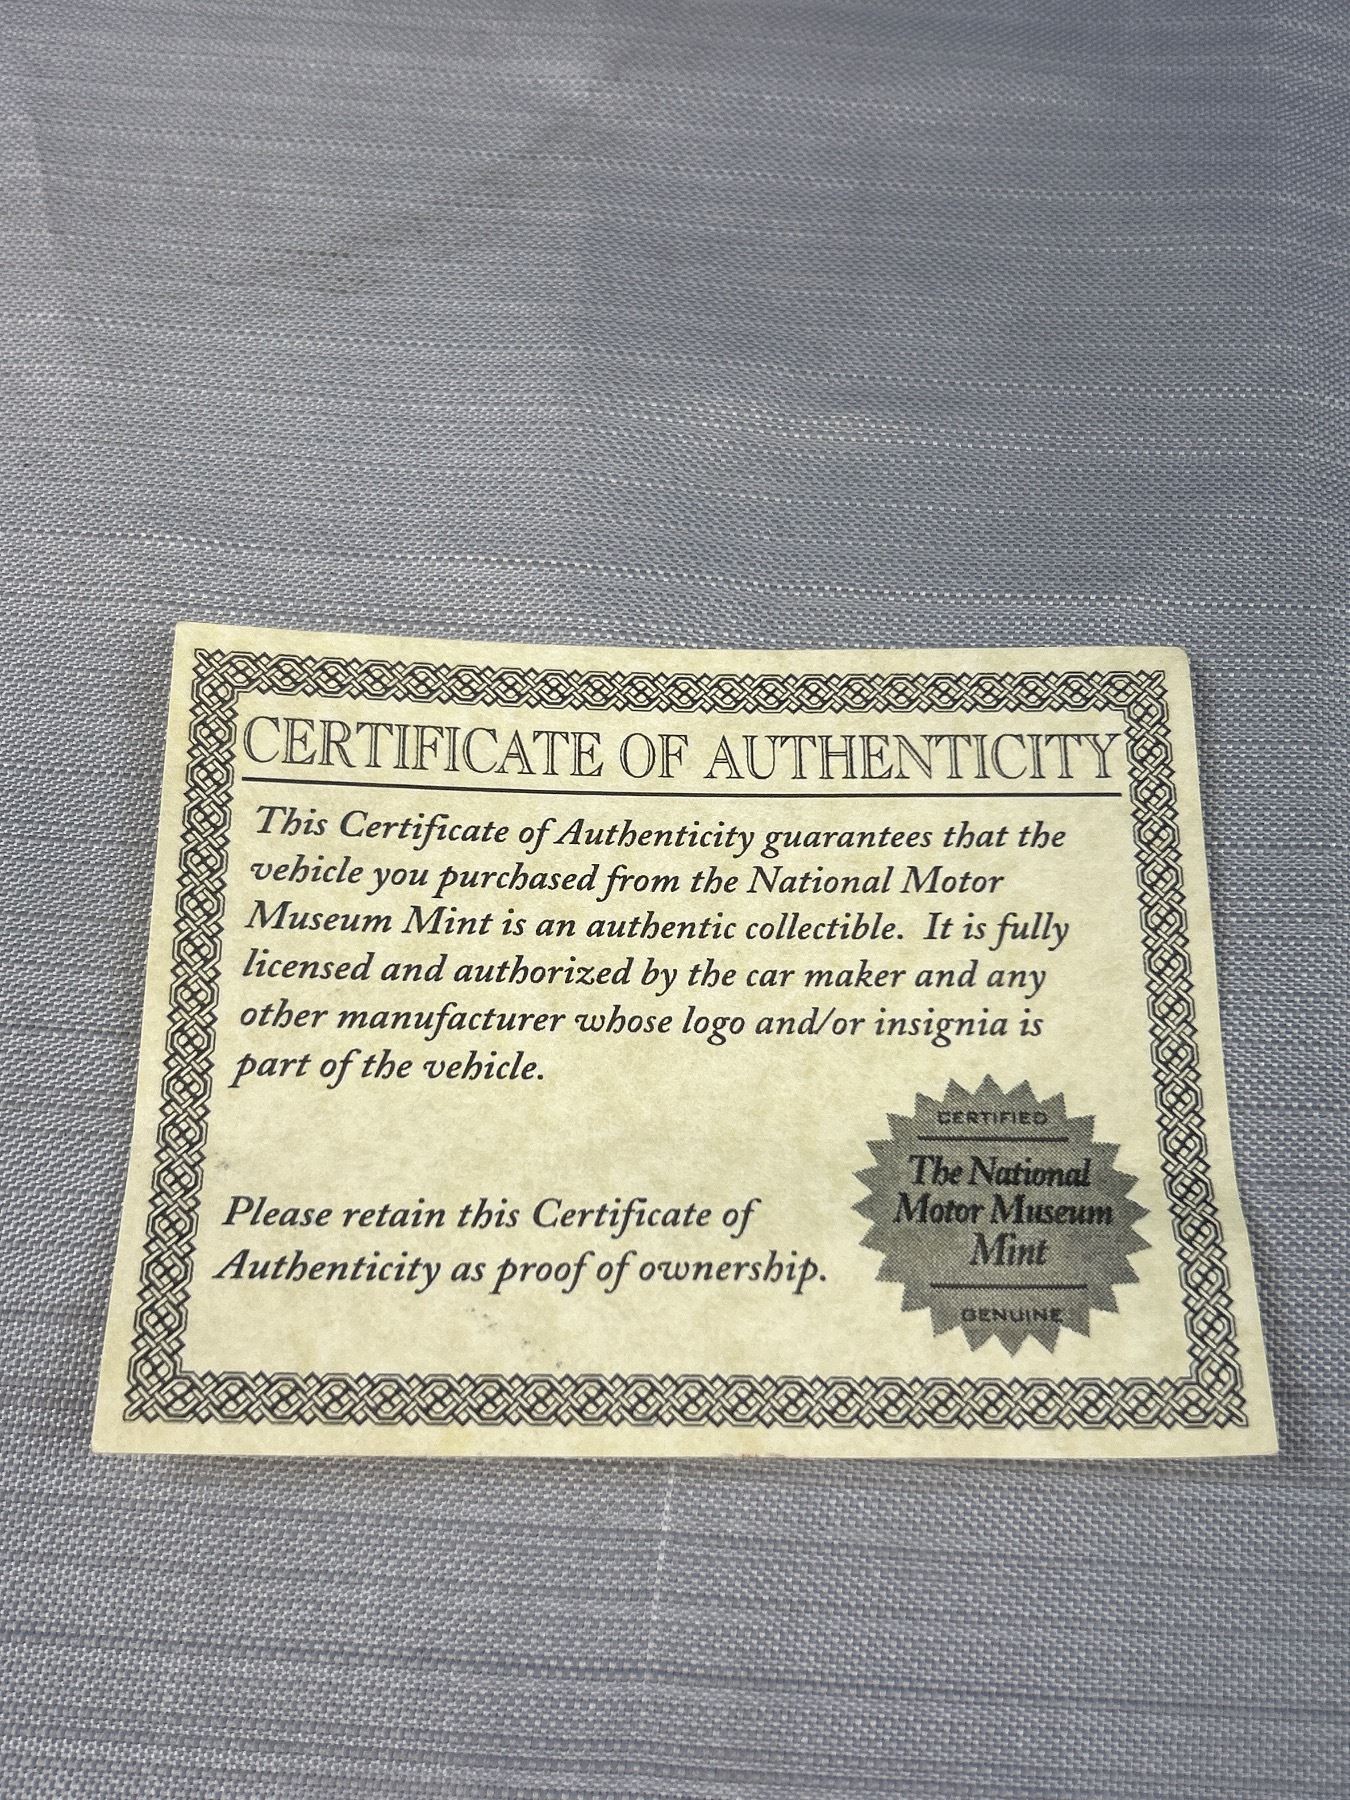 CERTIFICATE OF AUTHENTICITY
This Certificate of Authenticity guarantees that the
vehicle you purchased from the National Motor
Museum Mint is an authentic collectible. It is fully
licensed and authorized by the car maker and any
other manufacturer whose logo and/or insignia is
part of the vehicle.
Please retain this Certificate of
Authenticity as proof of ownership.
CERTIFIED
The National
Motor Museum
Mint
GENUINE